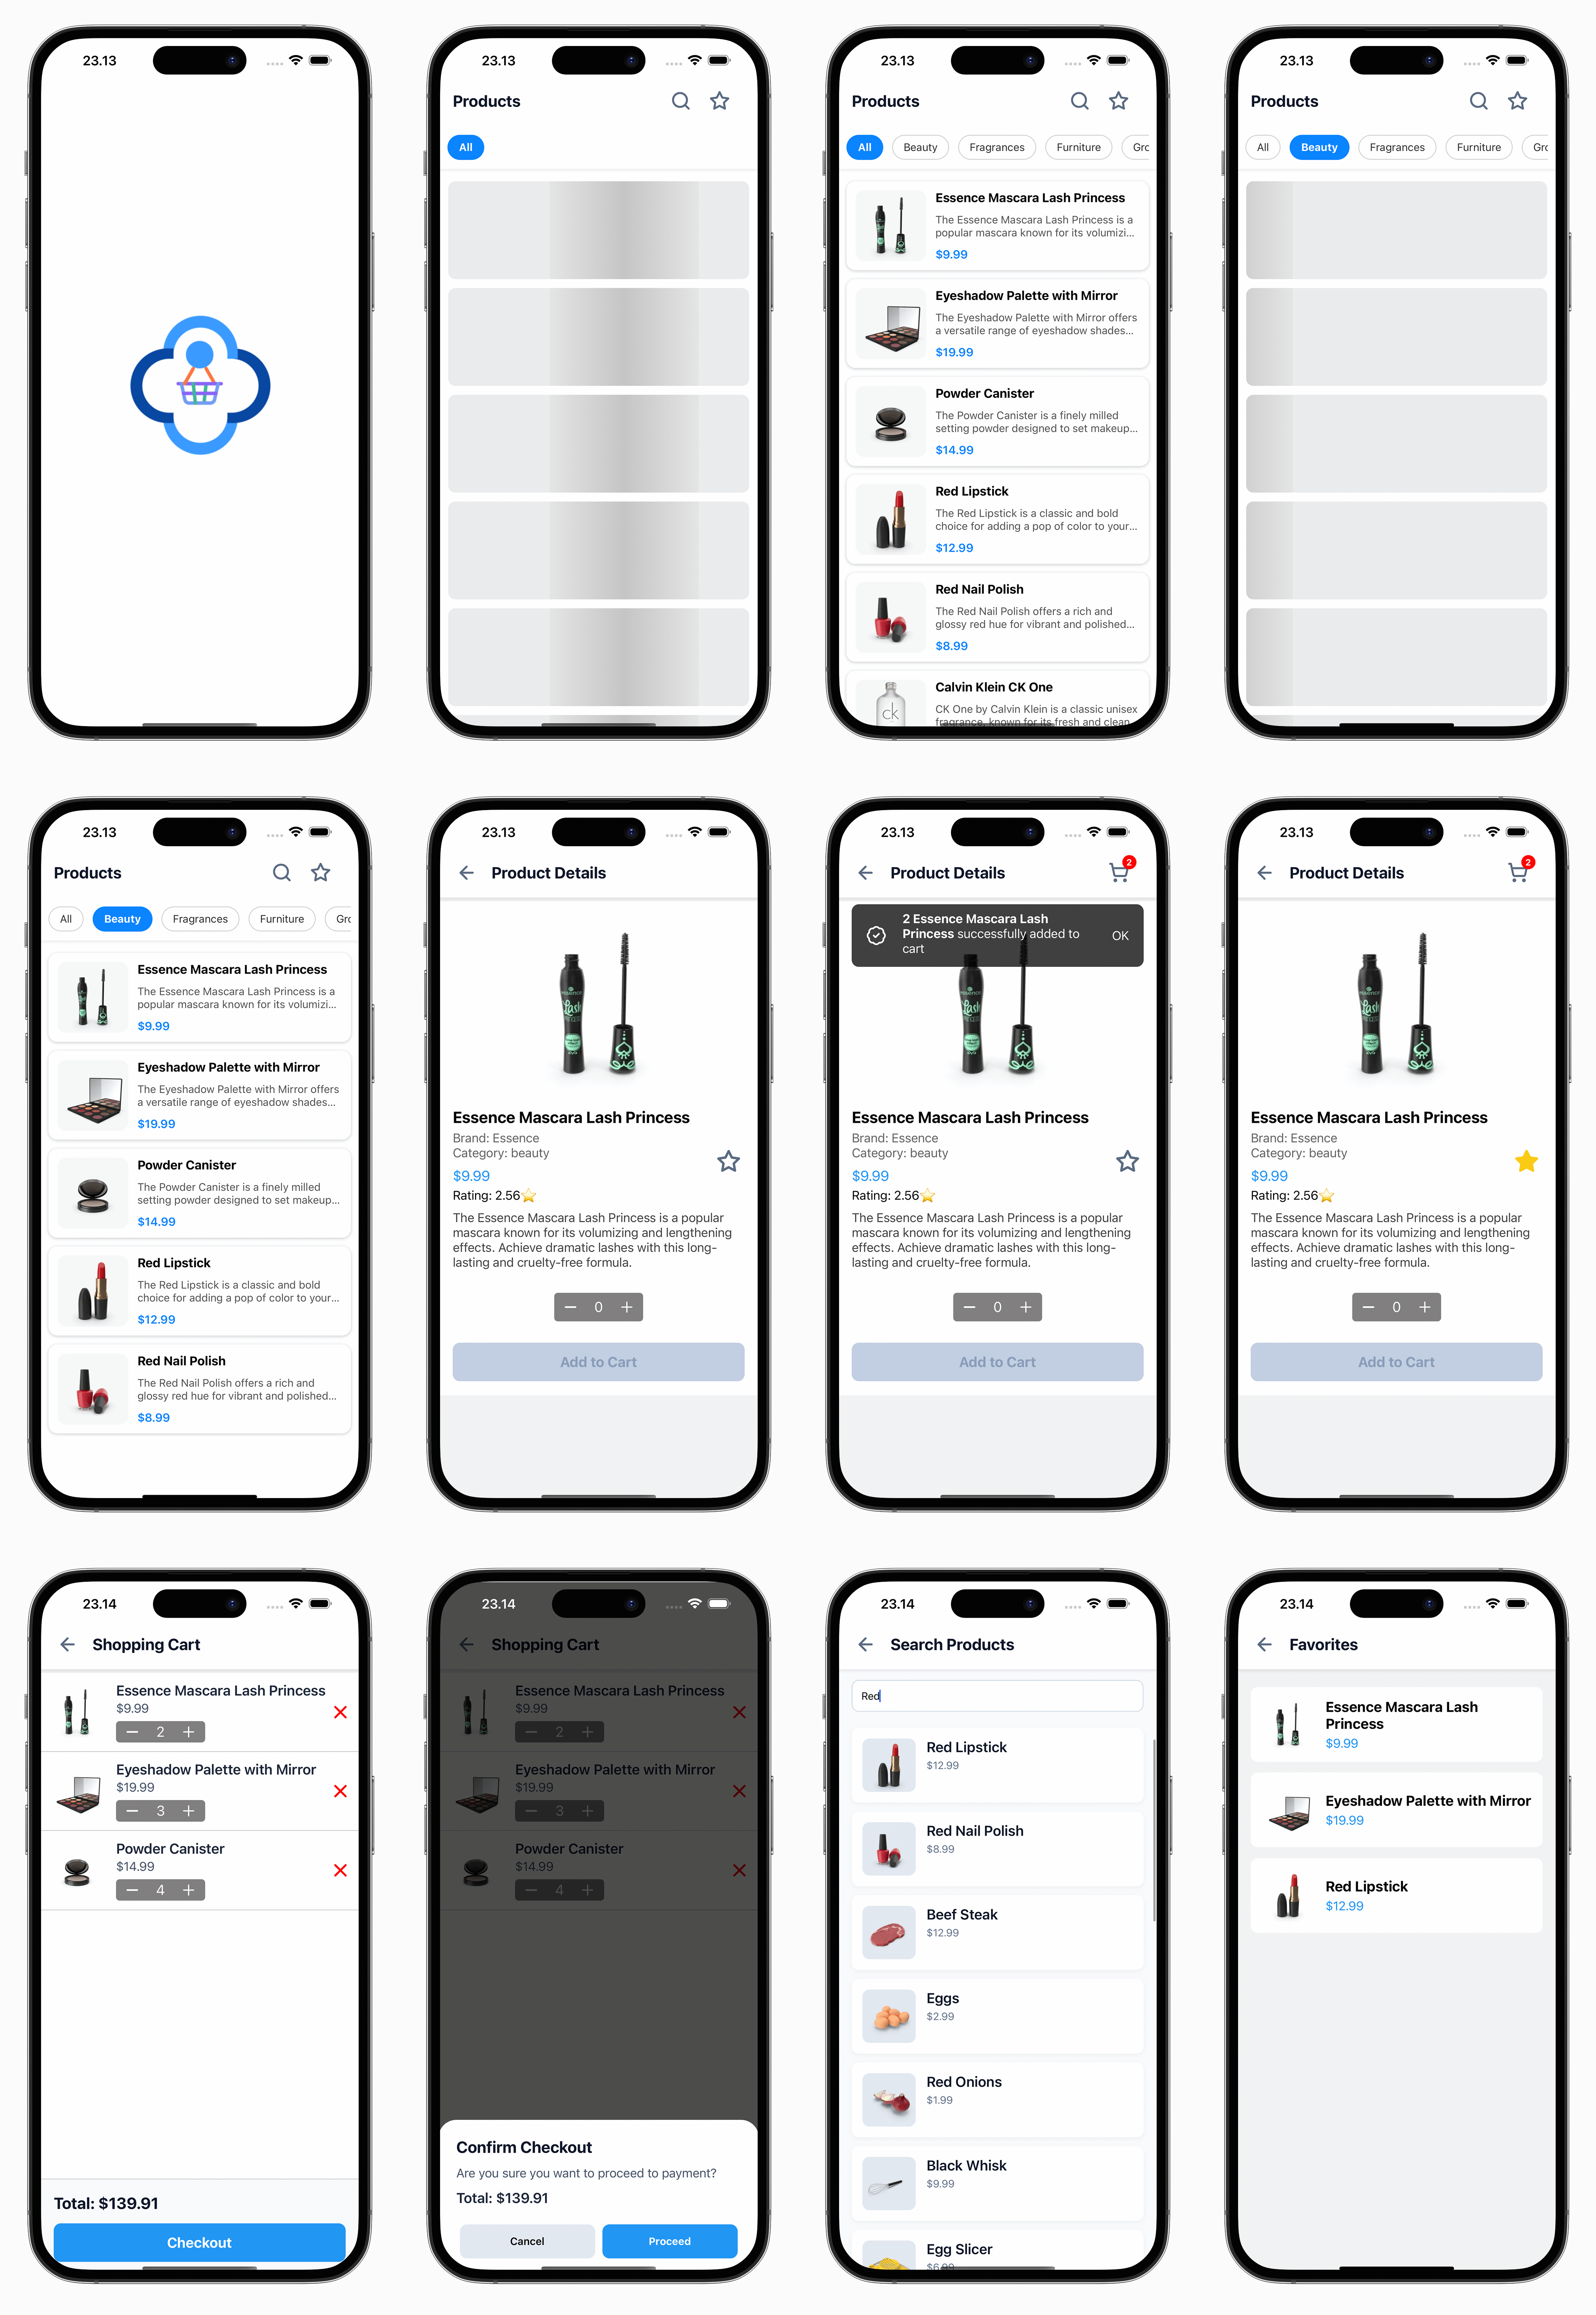 23.13
23.13
Products
All
23.13
Products
All Beauty Fragrances Furniture Gro
Essence Mascara Lash Princess
The Essence Mascara Lash Princess is a
popular mascara known for its volumizi...
$9.99
Eyeshadow Palette with Mirror
The Eyeshadow Palette with Mirror offers
a versatile range of eyeshadow shades...
$19.99
Powder Canister
The Powder Canister is a finely milled
setting powder designed to set makeup...
$14.99
Red Lipstick
The Red Lipstick is a classic and bold
choice for adding a pop of color to your...
$12.99
Red Nail Polish
The Red Nail Polish offers a rich and
glossy red hue for vibrant and polished...
$8.99
ck
Calvin Klein CK One
CK One by Calvin Klein is a classic unisex
fragrance, known for its fresh and clean
23.13
Products
All Beauty Fragrances Furniture Gro
23.13
Products
All Beauty Fragrances Furniture Gro
Essence Mascara Lash Princess
The Essence Mascara Lash Princess is a
popular mascara known for its volumizi...
$9.99
Eyeshadow Palette with Mirror
The Eyeshadow Palette with Mirror offers
a versatile range of eyeshadow shades...
$19.99
Powder Canister
The Powder Canister is a finely milled
setting powder designed to set makeup...
$14.99
Red Lipstick
The Red Lipstick is a classic and bold
choice for adding a pop of color to your...
$12.99
Red Nail Polish
The Red Nail Polish offers a rich and
glossy red hue for vibrant and polished...
$8.99
23.13
Product Details
essence
Lash
Essence Mascara Lash Princess
Brand: Essence
Category: beauty
$9.99
Rating: 2.56
The Essence Mascara Lash Princess is a popular
mascara known for its volumizing and lengthening
effects. Achieve dramatic lashes with this long-
lasting and cruelty-free formula.
0
Add to Cart
23.13
Product Details
2
2 Essence Mascara Lash
Princess successfully added to
cart
OK
essence
Lash
Essence Mascara Lash Princess
Brand: Essence
Category: beauty
$9.99
Rating: 2.56
The Essence Mascara Lash Princess is a popular
mascara known for its volumizing and lengthening
effects. Achieve dramatic lashes with this long-
lasting and cruelty-free formula.
0
Add to Cart
23.13
Product Details
2
essence
Lash
Essence Mascara Lash Princess
Brand: Essence
Category: beauty
$9.99
Rating: 2.56
The Essence Mascara Lash Princess is a popular
mascara known for its volumizing and lengthening
effects. Achieve dramatic lashes with this long-
lasting and cruelty-free formula.
0
Add to Cart
23.14
Shopping Cart
Essence Mascara Lash Princess
$9.99
2
Eyeshadow Palette with Mirror
$19.99
3
Powder Canister
$14.99
4
Total: $139.91
Checkout
23.14
Shopping Cart
Essence Mascara Lash Princess
$9.99
2
Eyeshadow Palette with Mirror
$19.99
3
Powder Canister
$14.99
4
Confirm Checkout
Are you sure you want to proceed to payment?
Total: $139.91
Cancel Proceed
23.14
Search Products
Red
Red Lipstick
$12.99
Red Nail Polish
$8.99
Beef Steak
$12.99
Eggs
$2.99
Red Onions
$1.99
Black Whisk
$9.99
Egg Slicer
$6.99
23.14
Favorites
Essence Mascara Lash
Princess
$9.99
Eyeshadow Palette with Mirror
$19.99
Red Lipstick
$12.99